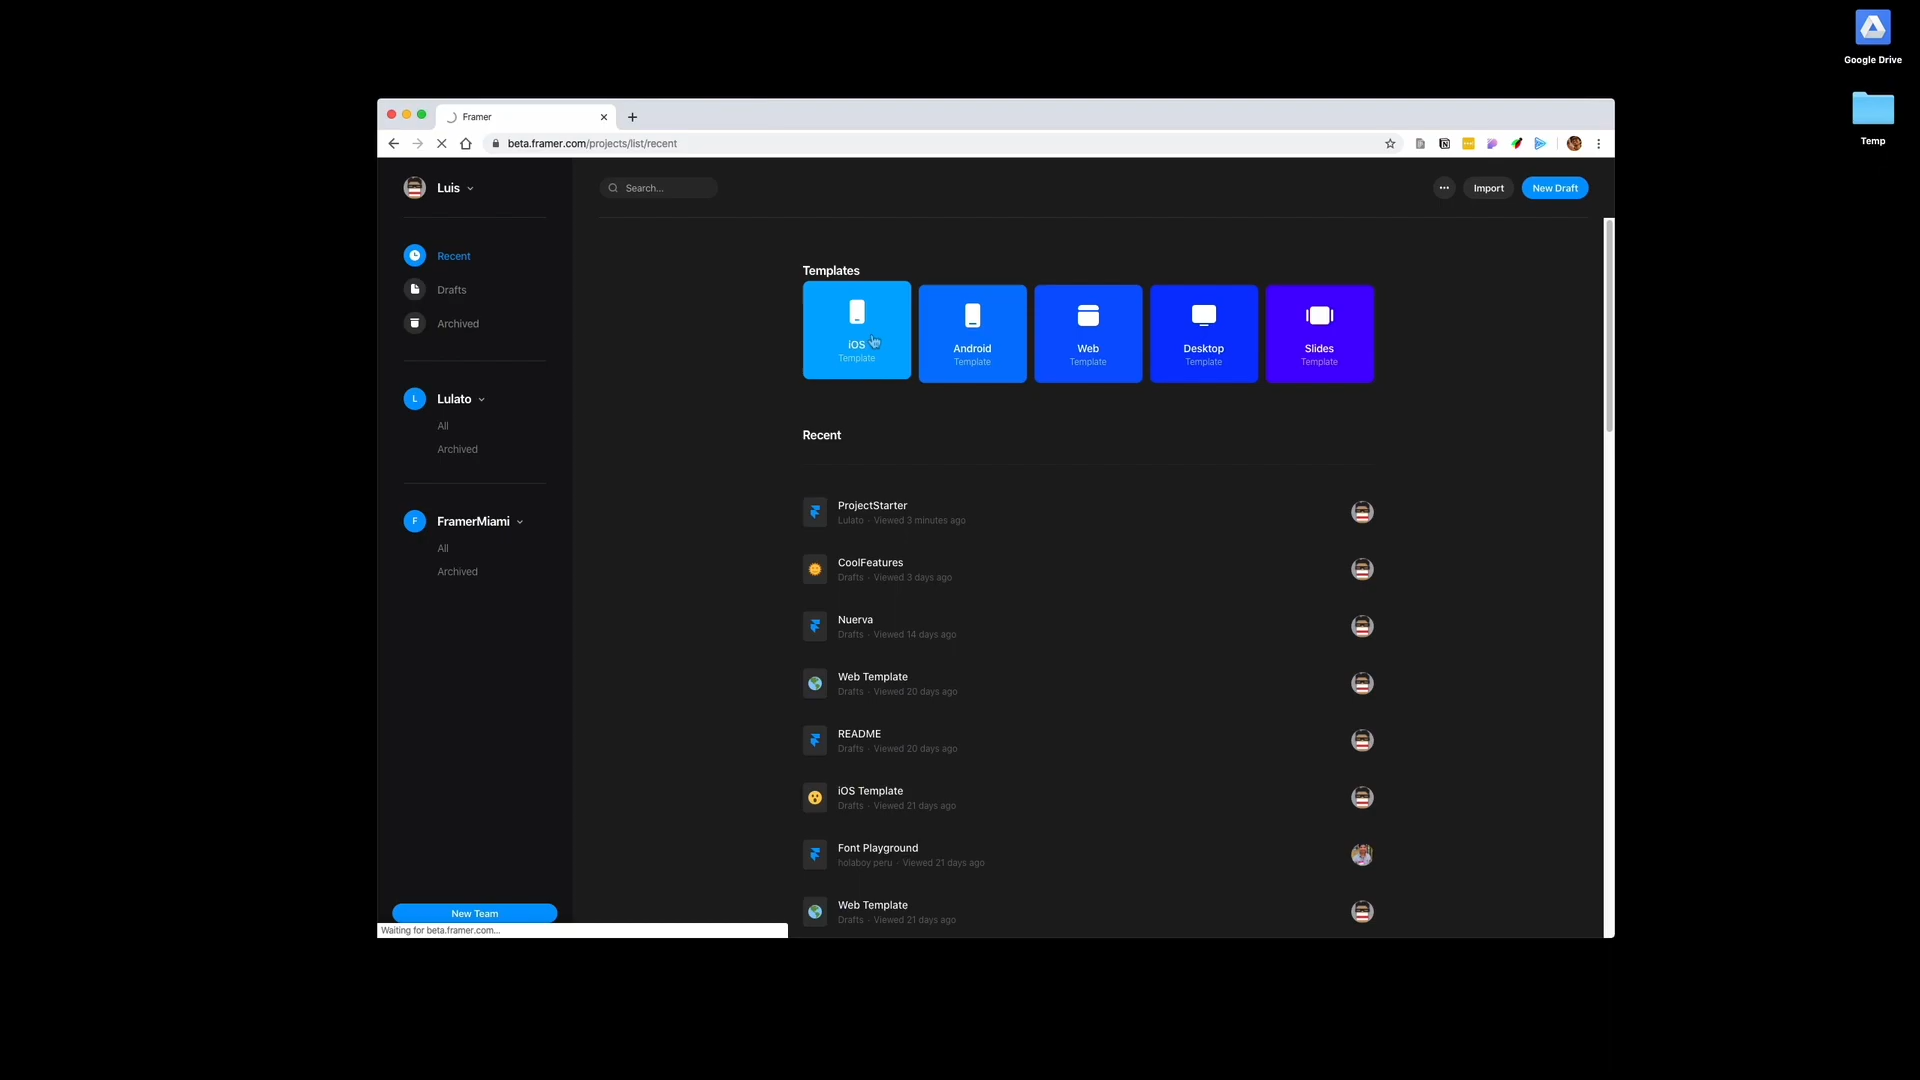 Google Drive
Temp
Framer
beta.framer.com/projects/list/recent
Luis
Search...
Import
New Draft
Recent
Drafts
Archived
Lulato
All
Archived
FramerMiami
All
Archived
New Team
Waiting for beta.framer.com...
Templates
iOS
Template
Android
Template
Web
Template
Desktop
Template
Slides
Template
Recent
ProjectStarter
Lulato · Viewed 3 minutes ago
CoolFeatures
Drafts · Viewed 3 days ago
Nuerva
Drafts · Viewed 14 days ago
Web Template
Drafts · Viewed 20 days ago
README
Drafts · Viewed 20 days ago
iOS Template
Drafts · Viewed 21 days ago
Font Playground
holaboy peru · Viewed 21 days ago
Web Template
Drafts · Viewed 21 days ago
L
F